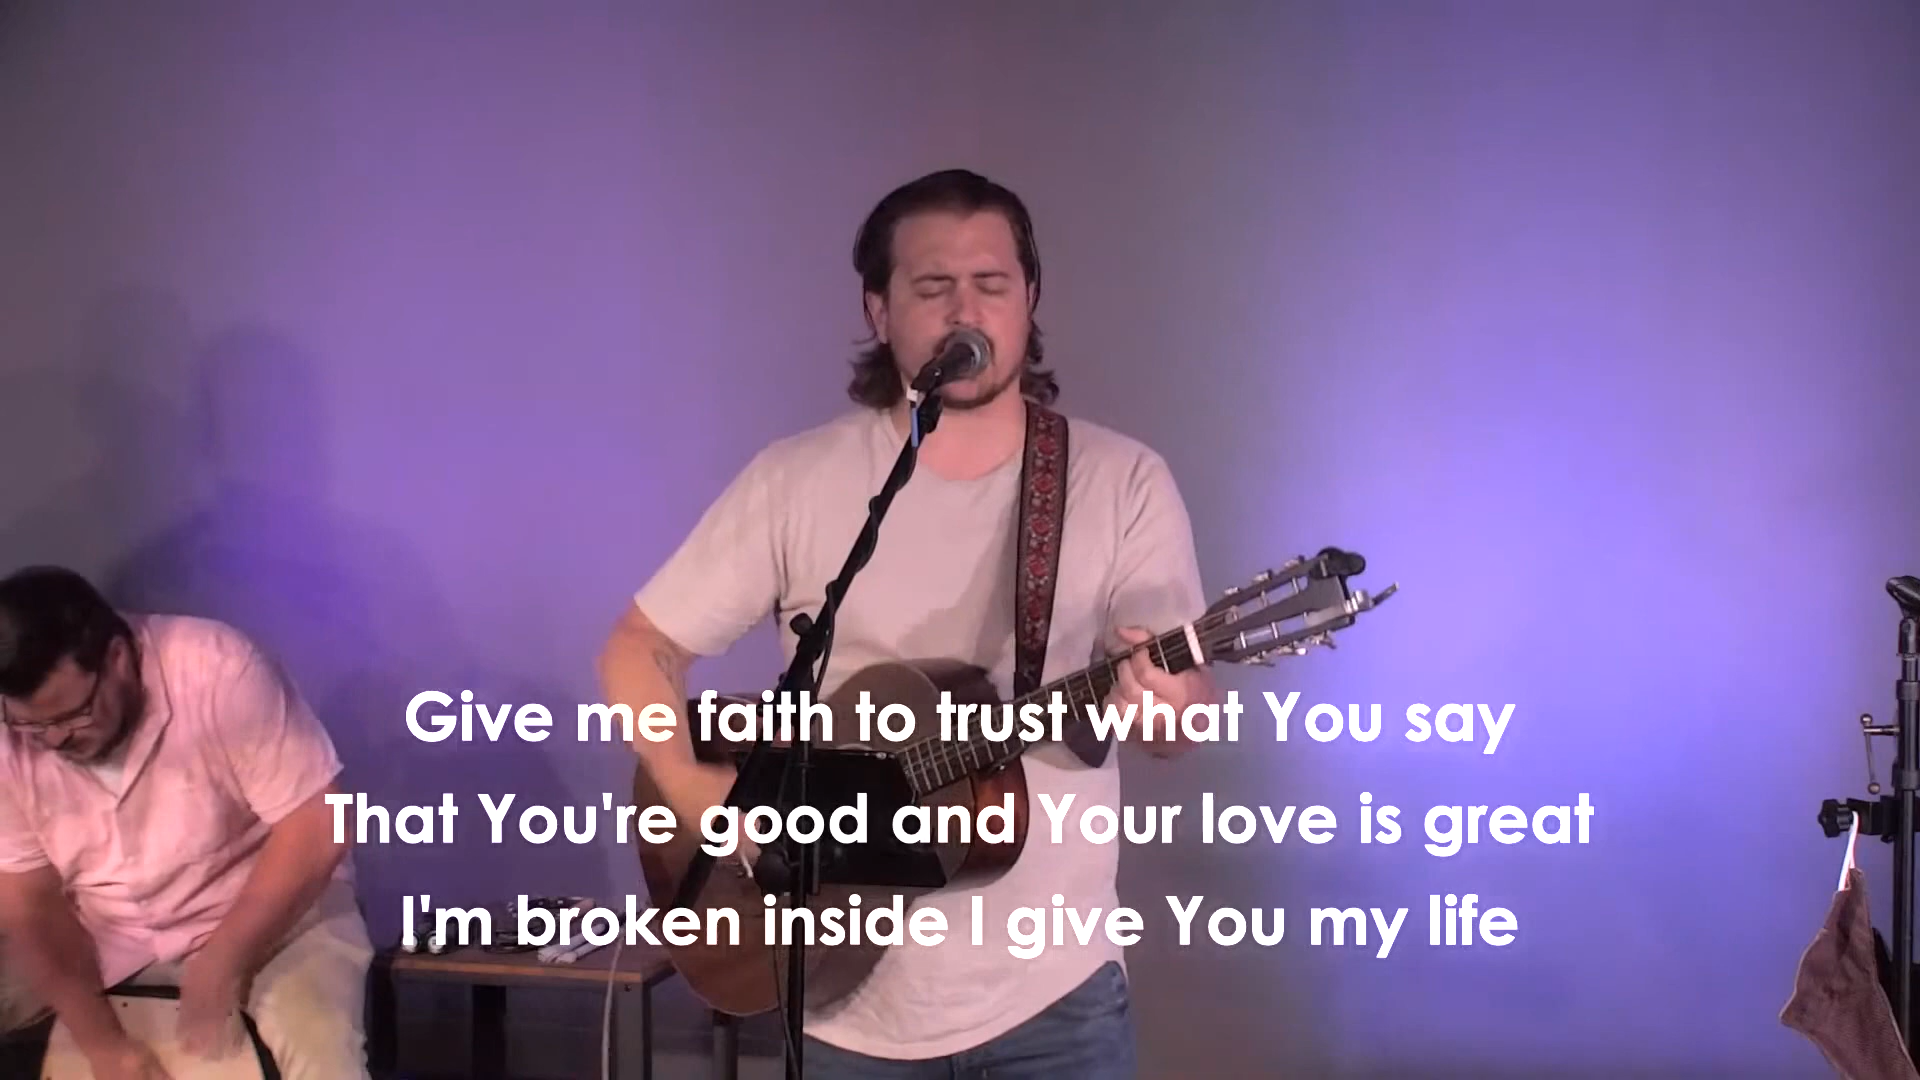 Give me faith to trust what You say
That You're good and Your love is great
I'm broken inside I give You my life